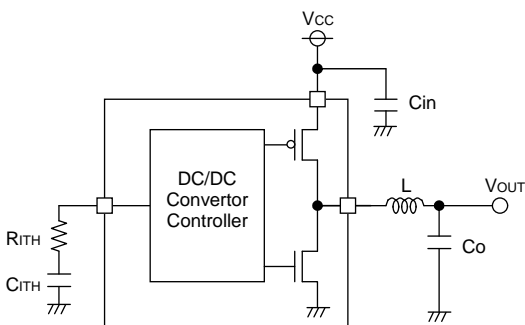 VCC
Cin
DC/DC
Convertor
Controller
L
VOUT
RITH
Co
CITH